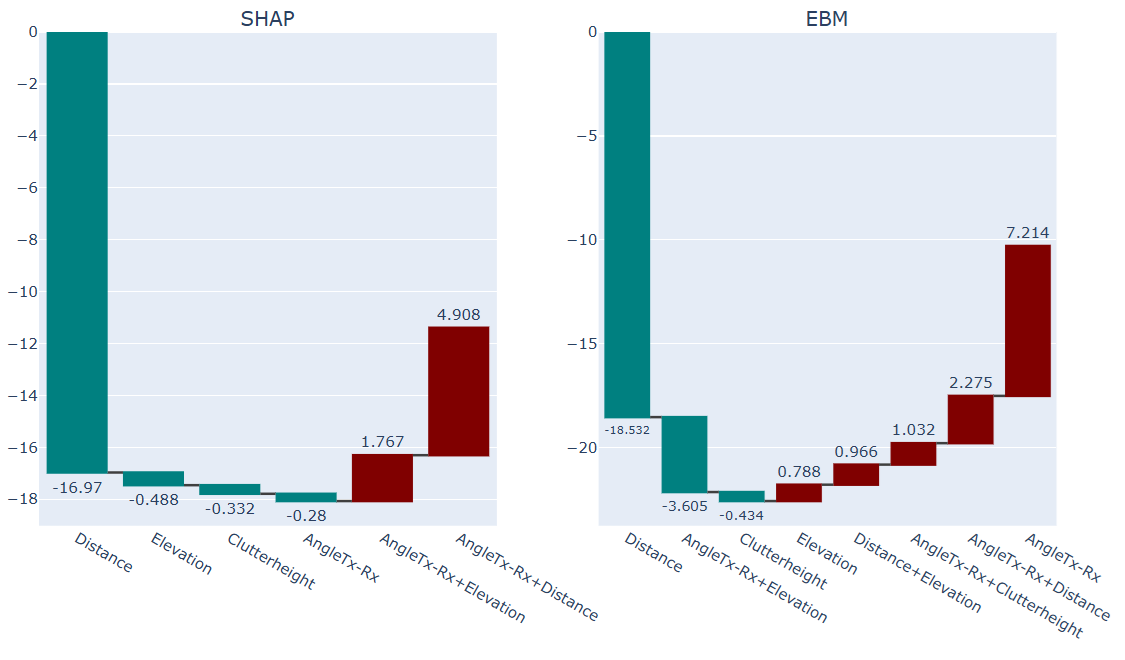 SHAP
0
−2
−4
−6
−8
−10
−12
−14
−16
−18
-16.97
-0.488
-0.332
-0.28
1.767
4.908
Distance
Elevation
Clutterheight
AngleTx-Rx
AngleTx-Rx+Elevation
AngleTx-Rx+Distance
EBM
0
−5
−10
−15
−20
-18.532
-3.605
-0.434
0.788
0.966
1.032
2.275
7.214
Distance
AngleTx-Rx+Elevation
Clutterheight
Elevation
Distance+Elevation
AngleTx-Rx+Clutterheight
AngleTx-Rx+Distance
AngleTx-Rx